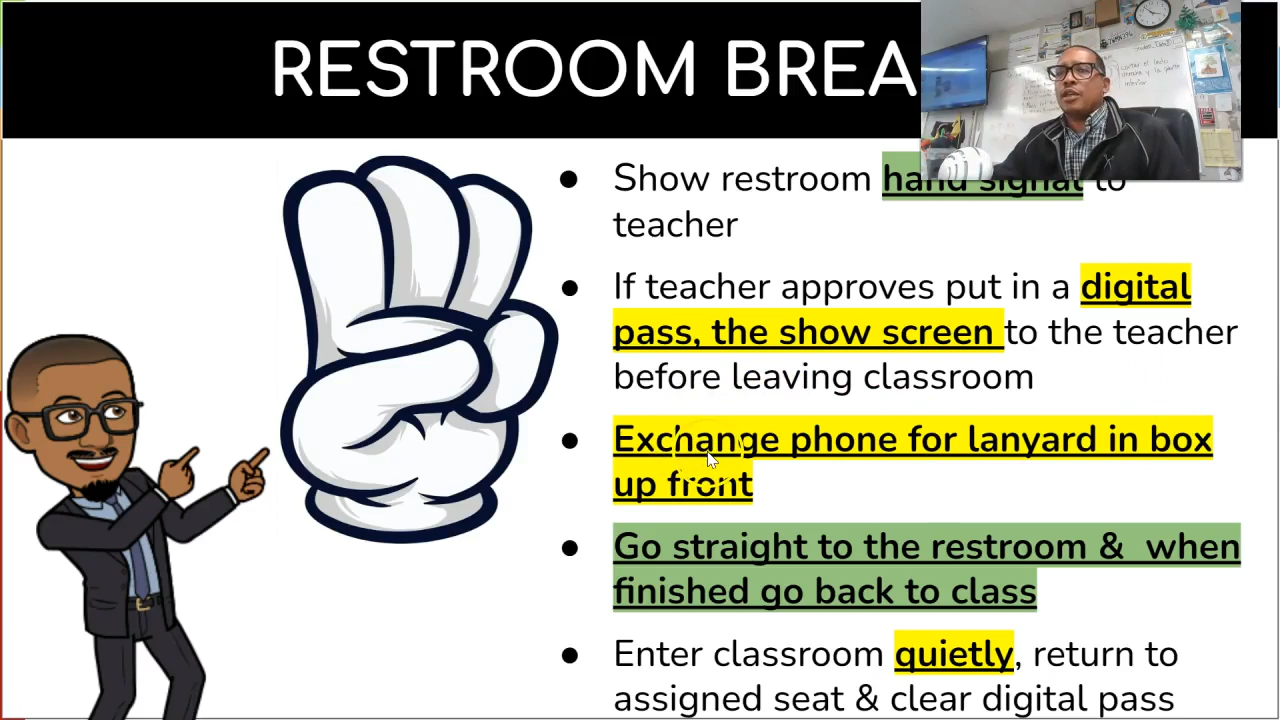 RESTROOM BREA
Show restroom hand signal to
teacher
If teacher approves put in a digital
pass, the show screen to the teacher
before leaving classroom
Exchange phone for lanyard in box
up front
Go straight to the restroom & when
finished go back to class
Enter classroom quietly, return to
assigned seat & clear digital pass